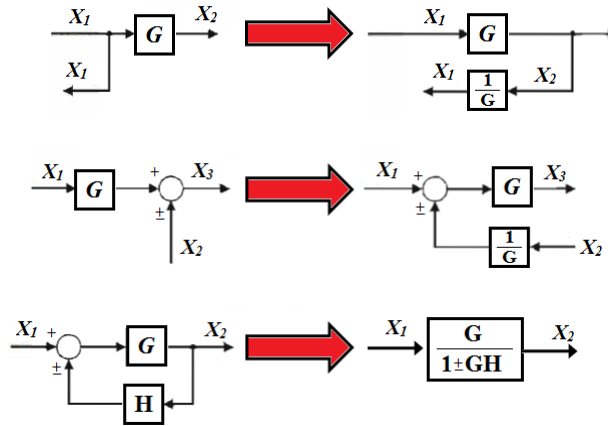 X₁ G X₂
X₁
X₁ G
X₁ 1/G X₂
X₁ G + ± X₃
X₂
X₁ + ± G X₃
1/G X₂
X₁ + ± G X₂
H
X₁ G/1±GH X₂